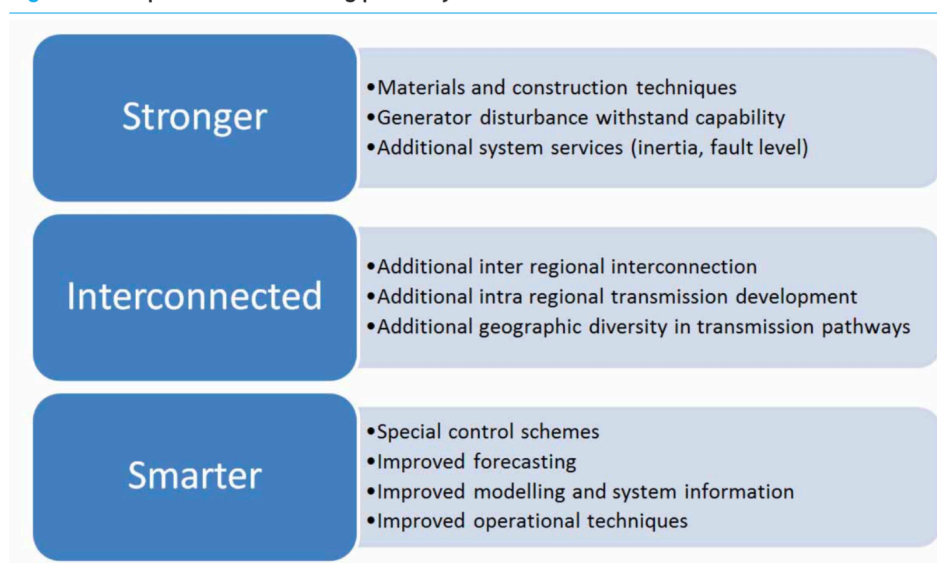 Stronger
•Materials and construction techniques
•Generator disturbance withstand capability
•Additional system services (inertia, fault level)
Interconnected
•Additional inter regional interconnection
•Additional intra regional transmission development
•Additional geographic diversity in transmission pathways
Smarter
•Special control schemes
•Improved forecasting
•Improved modelling and system information
•Improved operational techniques